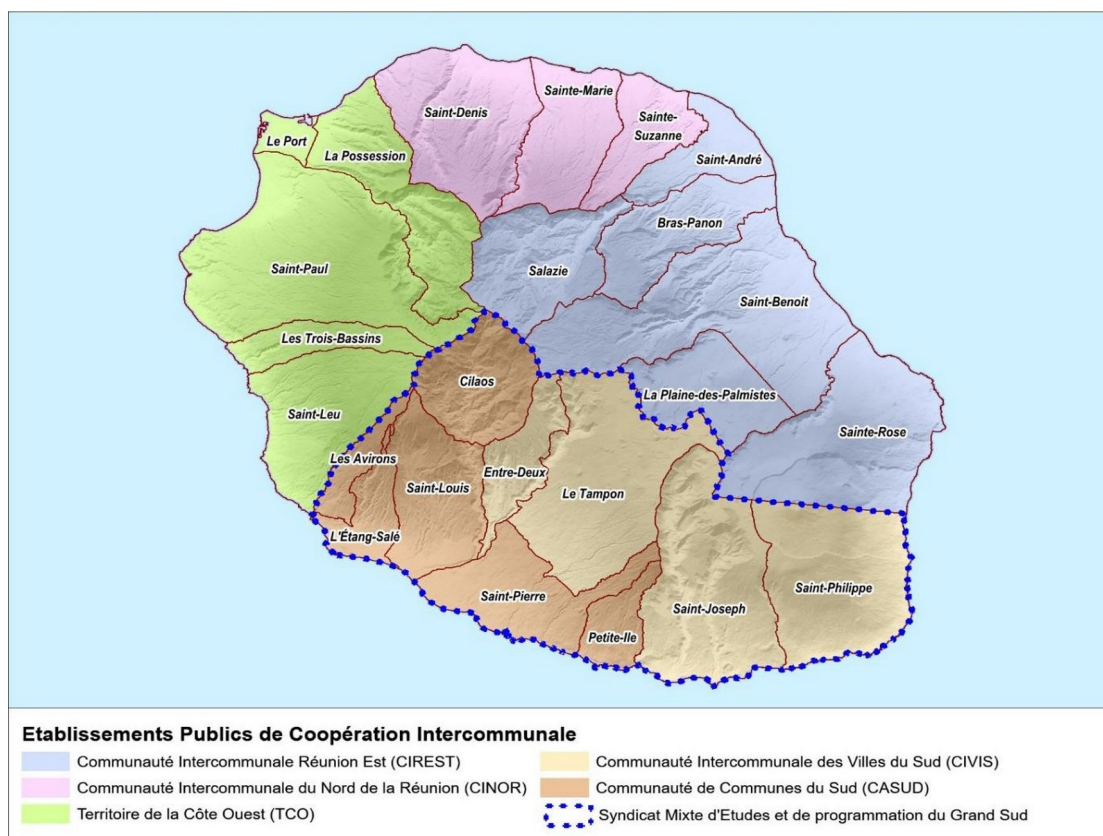 Saint-Denis
Sainte-Marie
Sainte-
Suzanne
Le Port
La Possession
Saint-André
Bras-Panon
Saint-Paul
Salazie
Saint-Benoit
Les Trois-Bassins
Cilaos
La Plaine-des-Palmistes
Saint-Leu
Sainte-Rose
Les Avirons
Saint-Louis
Entre-Deux
Le Tampon
L'Étang-Salé
Saint-Pierre
Saint-Joseph
Saint-Philippe
Petite-Ile
Etablissements Publics de Coopération Intercommunale
Communauté Intercommunale Réunion Est (CIREST)
Communauté Intercommunale du Nord de la Réunion (CINOR)
Territoire de la Côte Ouest (TCO)
Communauté Intercommunale des Villes du Sud (CIVIS)
Communauté de Communes du Sud (CASUD)
Syndicat Mixte d'Etudes et de programmation du Grand Sud